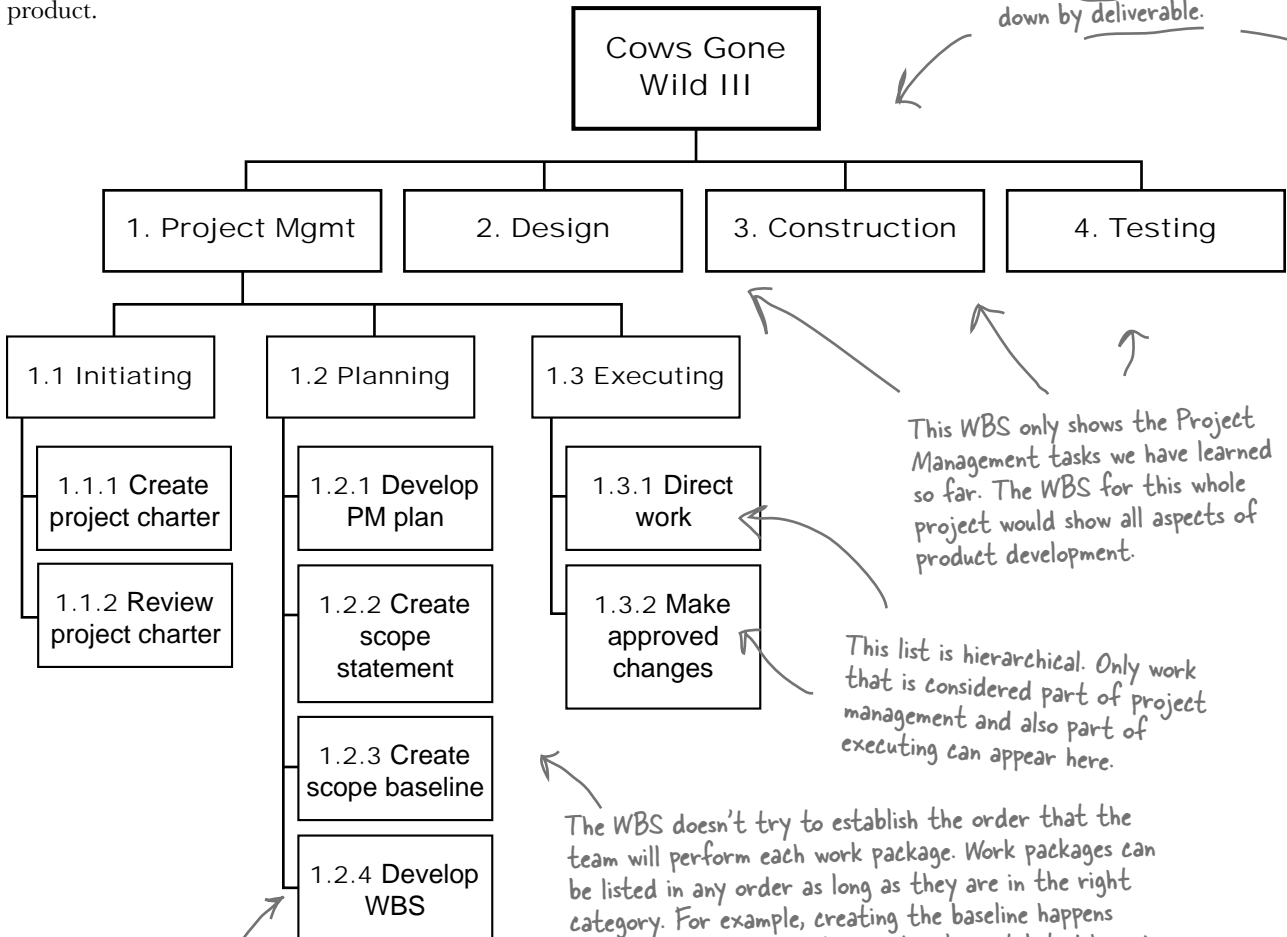 product.
down by deliverable.
Cows Gone
Wild III
1. Project Mgmt
2. Design
3. Construction
4. Testing
1.1 Initiating
1.2 Planning
1.3 Executing
1.1.1 Create
project charter
1.1.2 Review
project charter
1.2.1 Develop
PM plan
1.2.2 Create
scope
statement
1.2.3 Create
scope baseline
1.2.4 Develop
WBS
1.3.1 Direct
work
1.3.2 Make
approved
changes
This WBS only shows the Project
Management tasks we have learned
so far. The WBS for this whole
project would show all aspects of
product development.
This list is hierarchical. Only work
that is considered part of project
management and also part of
executing can appear here.
The WBS doesn't try to establish the order that the
team will perform each work package. Work packages can
be listed in any order as long as they are in the right
category. For example, creating the baseline happens